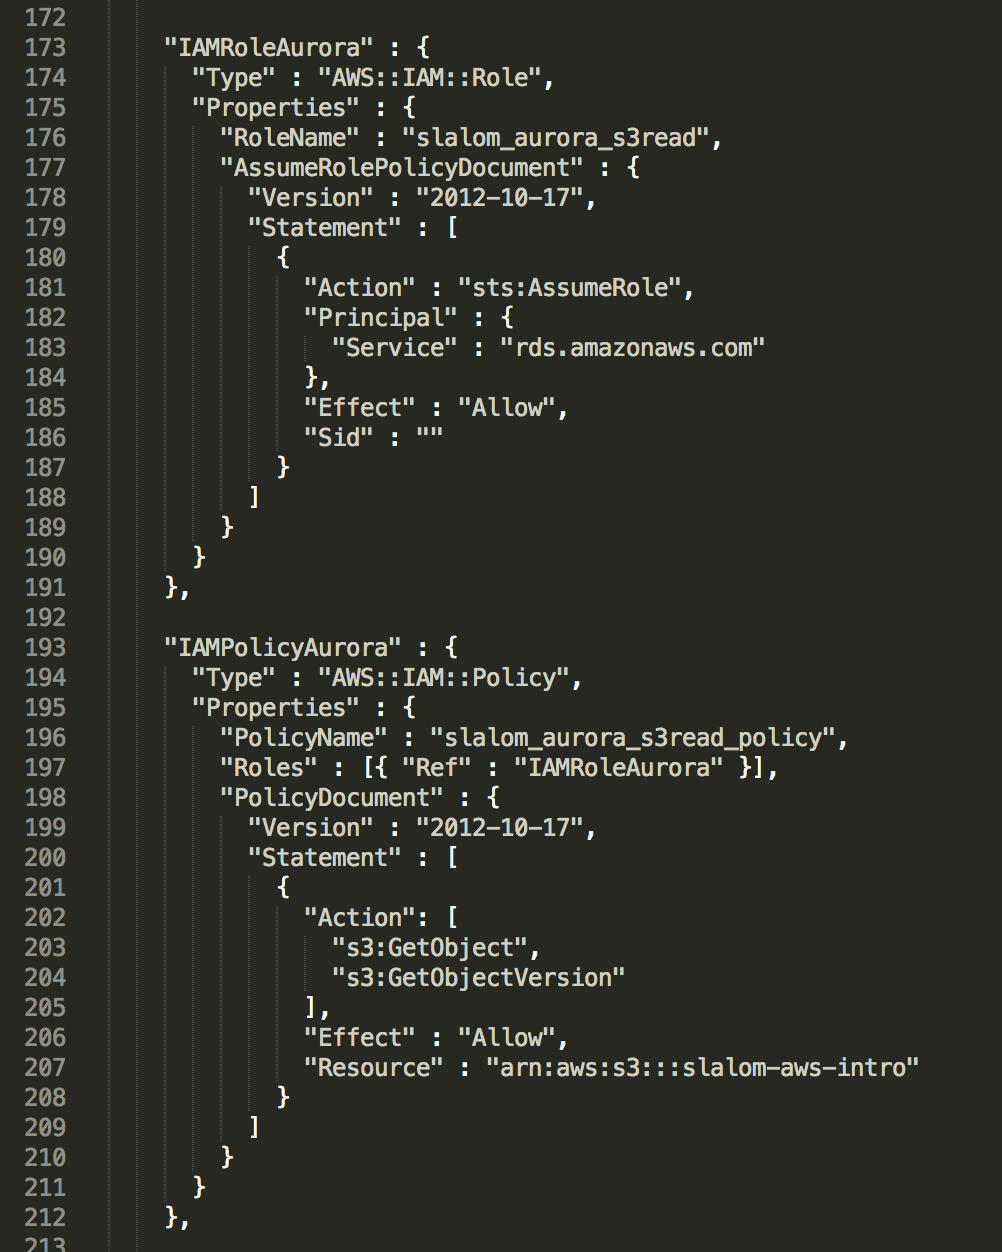 172
173 "IAMRoleAurora" : {
174 "Type" : "AWS::IAM::Role",
175 "Properties" : {
176 "RoleName" : "slalom_aurora_s3read",
177 "AssumeRolePolicyDocument" : {
178 "Version" : "2012-10-17",
179 "Statement" : [
180 {
181 "Action" : "sts:AssumeRole",
182 "Principal" : {
183 "Service" : "rds.amazonaws.com"
184 },
185 "Effect" : "Allow",
186 "Sid" : ""
187 }
188 ]
189 }
190 }
191 },
192
193 "IAMPolicyAurora" : {
194 "Type" : "AWS::IAM::Policy",
195 "Properties" : {
196 "PolicyName" : "slalom_aurora_s3read_policy",
197 "Roles" : [{ "Ref" : "IAMRoleAurora" }],
198 "PolicyDocument" : {
199 "Version" : "2012-10-17",
200 "Statement" : [
201 {
202 "Action": [
203 "s3:GetObject",
204 "s3:GetObjectVersion"
205 ],
206 "Effect" : "Allow",
207 "Resource" : "arn:aws:s3:::slalom-aws-intro"
208 }
209 ]
210 }
211 }
212 },
213